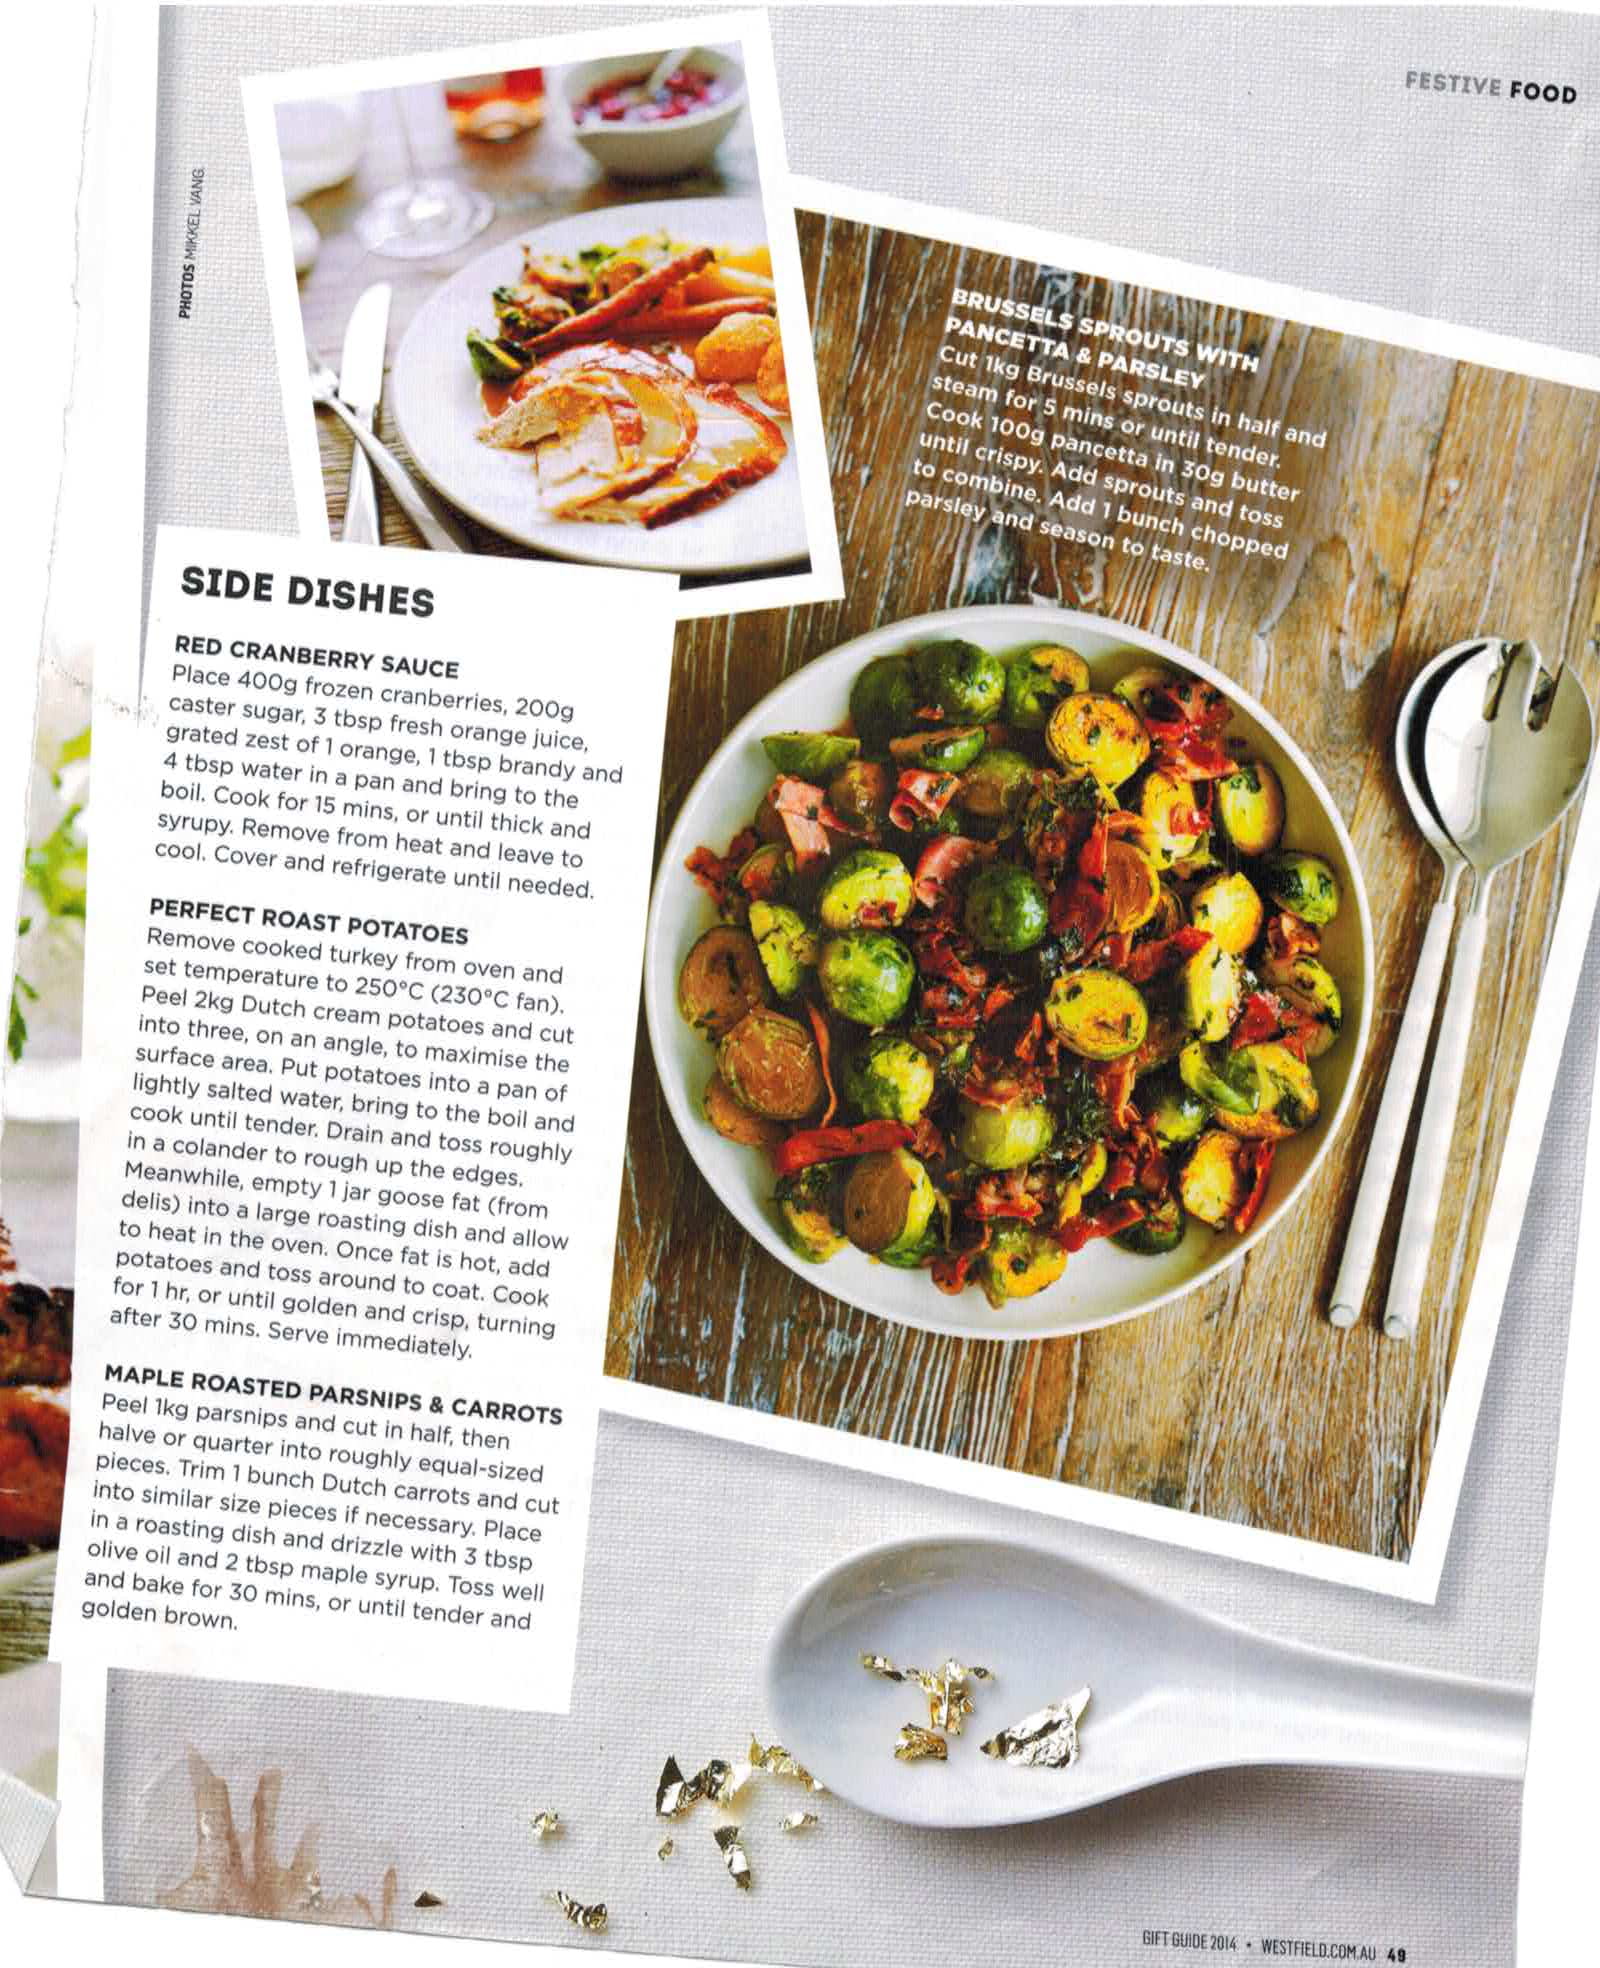 FESTIVE FOOD
PHOTOS MIKKEL VANG.
BRUSSELS SPROUTS WITH
PANCETTA & PARSLEY
Cut 1kg Brussels sprouts in half and
steam for 5 mins or until tender.
Cook 100g pancetta in 30g butter
until crispy. Add sprouts and toss
to combine. Add 1 bunch chopped
parsley and season to taste.
SIDE DISHES
RED CRANBERRY SAUCE
Place 400g frozen cranberries, 200g
caster sugar, 3 tbsp fresh orange juice,
grated zest of 1 orange, 1 tbsp brandy and
4 tbsp water in a pan and bring to the
boil. Cook for 15 mins, or until thick and
syrupy. Remove from heat and leave to
cool. Cover and refrigerate until needed.
PERFECT ROAST POTATOES
Remove cooked turkey from oven and
set temperature to 250°C (230°C fan).
Peel 2kg Dutch cream potatoes and cut
into three, on an angle, to maximise the
surface area. Put potatoes into a pan of
lightly salted water, bring to the boil and
cook until tender. Drain and toss roughly
in a colander to rough up the edges.
Meanwhile, empty 1 jar goose fat (from
delis) into a large roasting dish and allow
to heat in the oven. Once fat is hot, add
potatoes and toss around to coat. Cook
for 1 hr, or until golden and crisp, turning
after 30 mins. Serve immediately.
MAPLE ROASTED PARSNIPS & CARROTS
Peel 1kg parsnips and cut in half, then
halve or quarter into roughly equal-sized
pieces. Trim 1 bunch Dutch carrots and cut
into similar size pieces if necessary. Place
in a roasting dish and drizzle with 3 tbsp
olive oil and 2 tbsp maple syrup. Toss well
and bake for 30 mins, or until tender and
golden brown.
GIFT GUIDE 2014 • WESTFIELD.COM.AU 49